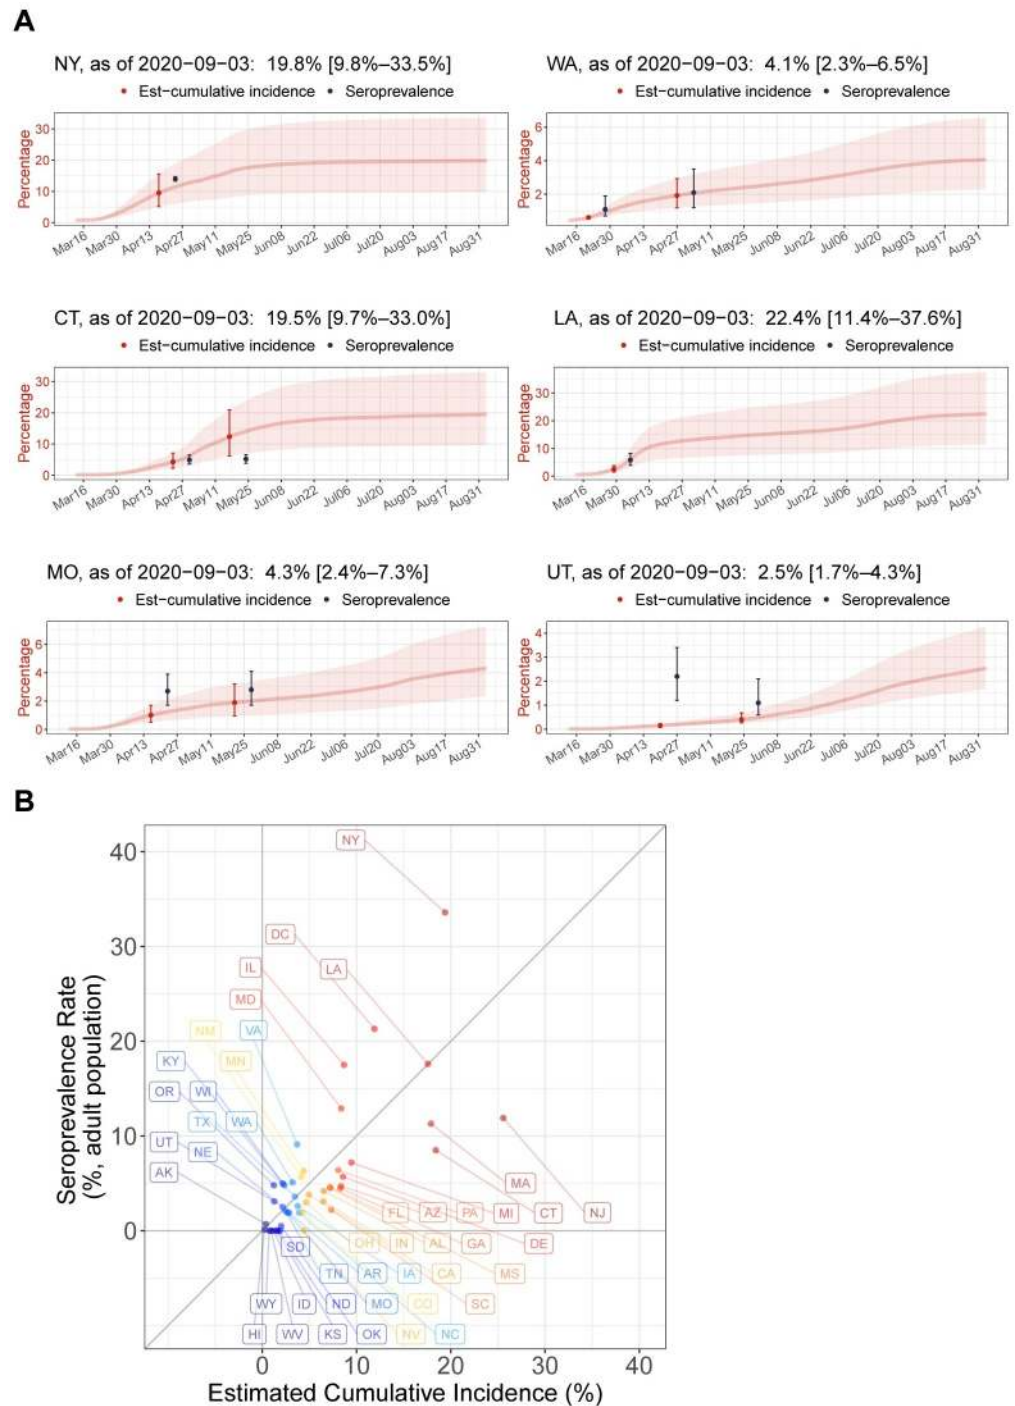 A
NY, as of 2020−09−03: 19.8% [9.8%–33.5%]
Est−cumulative incidence Seroprevalence
Percentage
30
20
10
0
Mar16 Mar30 Apr13 Apr27 May11 May25 Jun08 Jun22 Jul06 Jul20 Aug03 Aug17 Aug31
WA, as of 2020−09−03: 4.1% [2.3%–6.5%]
Est−cumulative incidence Seroprevalence
Percentage
6
4
2
Mar16 Mar30 Apr13 Apr27 May11 May25 Jun08 Jun22 Jul06 Jul20 Aug03 Aug17 Aug31
CT, as of 2020−09−03: 19.5% [9.7%–33.0%]
Est−cumulative incidence Seroprevalence
Percentage
30
20
10
0
Mar16 Mar30 Apr13 Apr27 May11 May25 Jun08 Jun22 Jul06 Jul20 Aug03 Aug17 Aug31
LA, as of 2020−09−03: 22.4% [11.4%–37.6%]
Est−cumulative incidence Seroprevalence
Percentage
30
20
10
0
Mar16 Mar30 Apr13 Apr27 May11 May25 Jun08 Jun22 Jul06 Jul20 Aug03 Aug17 Aug31
MO, as of 2020−09−03: 4.3% [2.4%–7.3%]
Est−cumulative incidence Seroprevalence
Percentage
6
4
2
0
Mar16 Mar30 Apr13 Apr27 May11 May25 Jun08 Jun22 Jul06 Jul20 Aug03 Aug17 Aug31
UT, as of 2020−09−03: 2.5% [1.7%–4.3%]
Est−cumulative incidence Seroprevalence
Percentage
4
3
2
1
0
Mar16 Mar30 Apr13 Apr27 May11 May25 Jun08 Jun22 Jul06 Jul20 Aug03 Aug17 Aug31
B
Seroprevalence Rate
(%, adult population)
40
30
20
10
0
NY
DC
IL LA
MD
NM VA
KY MN
OR WI
TX WA
UT NE
AK
MA
FL AZ PA MI CT NJ
SD OH IN AL GA DE
TN AR IA CA MS
WY ID ND MO CO SC
HI WV KS OK NV NC
0 10 20 30 40
Estimated Cumulative Incidence (%)